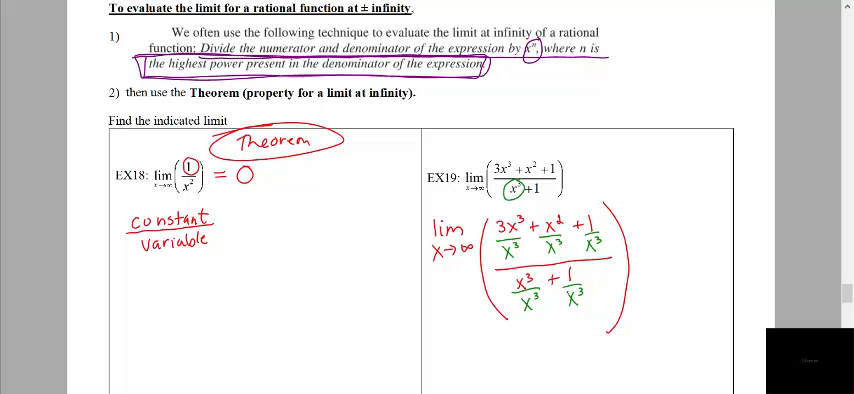 To evaluate the limit for a rational function at ± infinity.
1) We often use the following technique to evaluate the limit at infinity of a rational
function: Divide the numerator and denominator of the expression by xⁿ, where n is
the highest power present in the denominator of the expression.
2) then use the Theorem (property for a limit at infinity).
Find the indicated limit
Theorem
EX18: lim x→∞ (1/x²) = 0
constant
variable
EX19: lim x→∞ ((3x³ + x² + 1)/(x³ + 1))
lim x→∞ ((3x³/x³ + x²/x³ + 1/x³)/(x³/x³ + 1/x³))